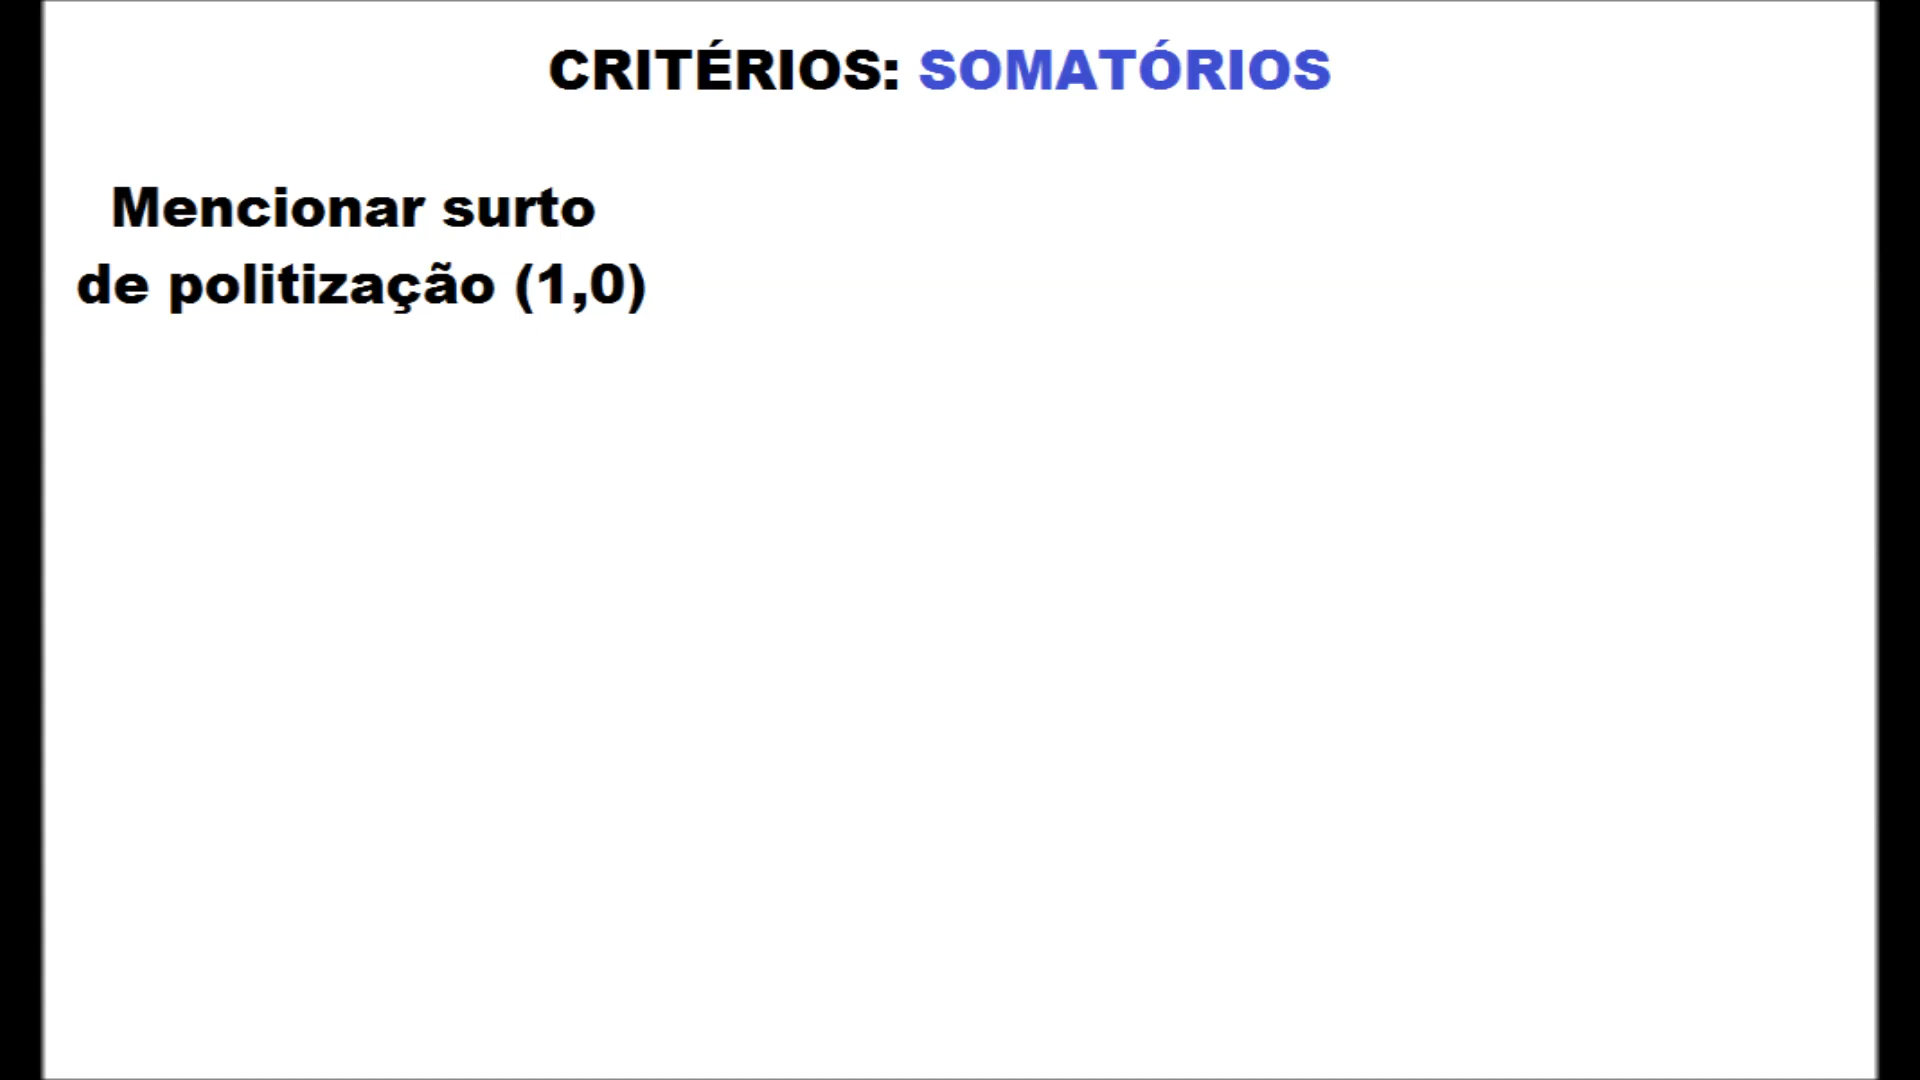 CRITÉRIOS: SOMATÓRIOS
Mencionar surto
de politização (1,0)